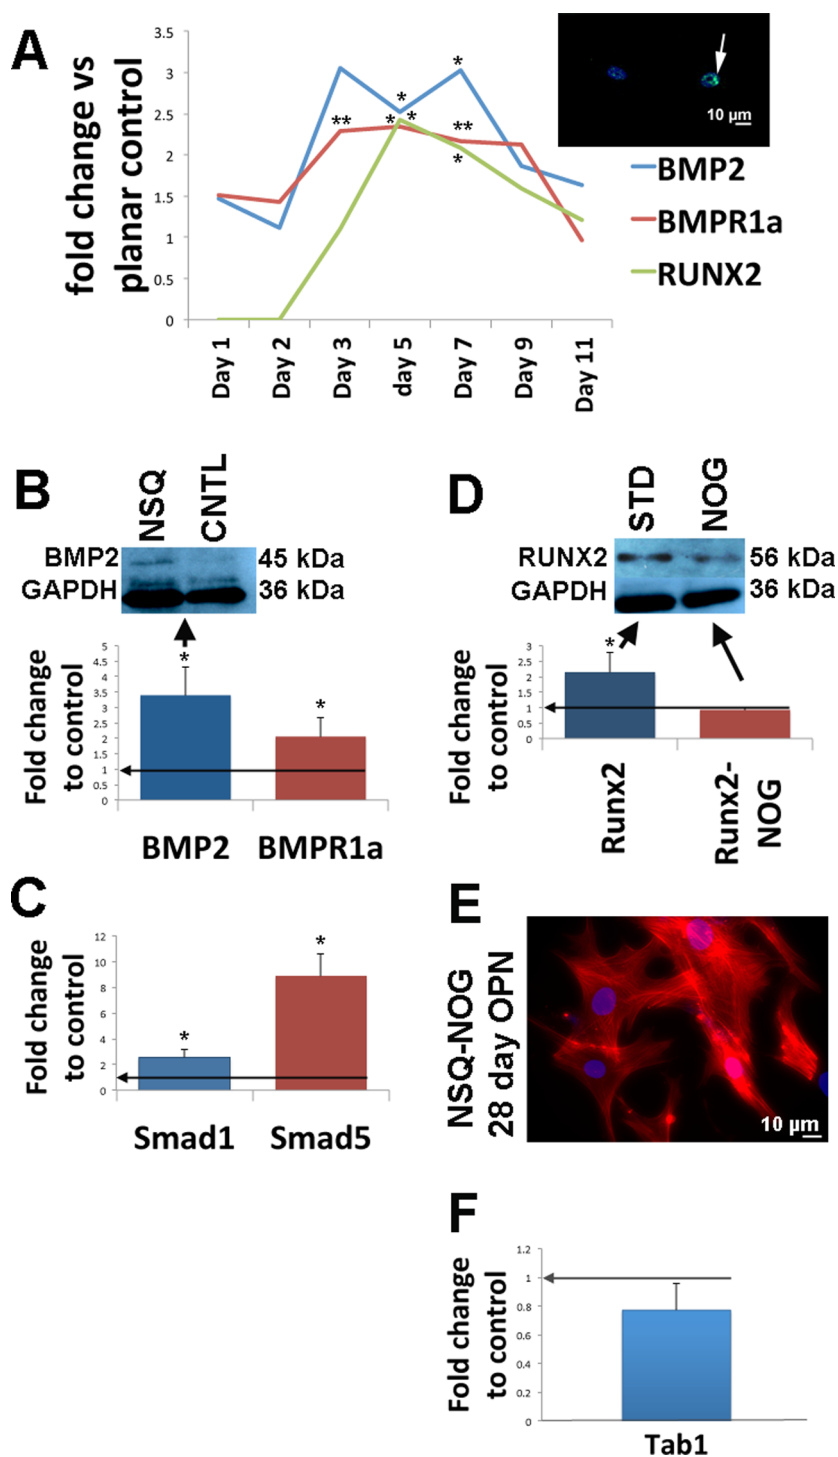 A
fold change vs
planar control
4
3.5
3
2.5
2
1.5
1
0.5
0
*
*
**
*
*
**
*
Day 1
Day 2
Day 3
day 5
Day 7
Day 9
Day 11
10 µm
BMP2
BMPR1a
RUNX2
B
NSQ
CNTL
BMP2
45 kDa
GAPDH
36 kDa
Fold change
to control
5
4.5
4
3.5
3
2.5
2
1.5
1
0.5
0
*
*
BMP2
BMPR1a
D
STD
NOG
RUNX2
56 kDa
GAPDH
36 kDa
Fold change
to control
3
2.5
2
1.5
1
0.5
0
*
Runx2
Runx2-
NOG
C
Fold change
to control
12
10
8
6
4
2
0
*
*
Smad1
Smad5
E
NSQ-NOG
28 day OPN
10 µm
F
Fold change
to control
1.2
1
0.8
0.6
0.4
0.2
0
Tab1